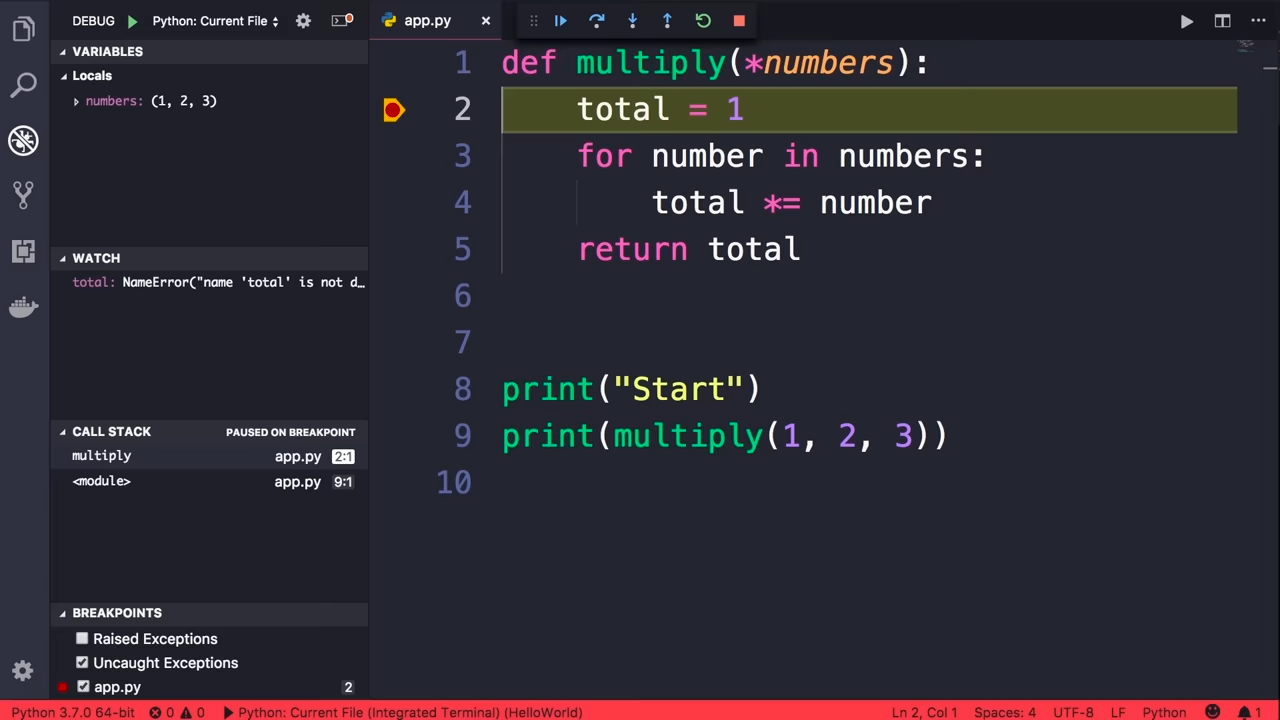 DEBUG Python: Current File
app.py
VARIABLES
Locals
numbers: (1, 2, 3)
WATCH
total: NameError("name 'total' is not d…
CALL STACK PAUSED ON BREAKPOINT
multiply app.py 2:1
<module> app.py 9:1
BREAKPOINTS
Raised Exceptions
Uncaught Exceptions
app.py 2
1 def multiply(*numbers):
2 total = 1
3 for number in numbers:
4 total *= number
5 return total
6
7
8 print("Start")
9 print(multiply(1, 2, 3))
10
Python 3.7.0 64-bit 0 0 Python: Current File (Integrated Terminal) (HelloWorld) Ln 2, Col 1 Spaces: 4 UTF-8 LF Python 1